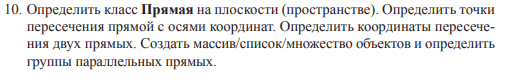 10. Определить класс Прямая на плоскости (пространстве). Определить точки
пересечения прямой с осями координат. Определить координаты пересече-
ния двух прямых. Создать массив/список/множество объектов и определить
группы параллельных прямых.